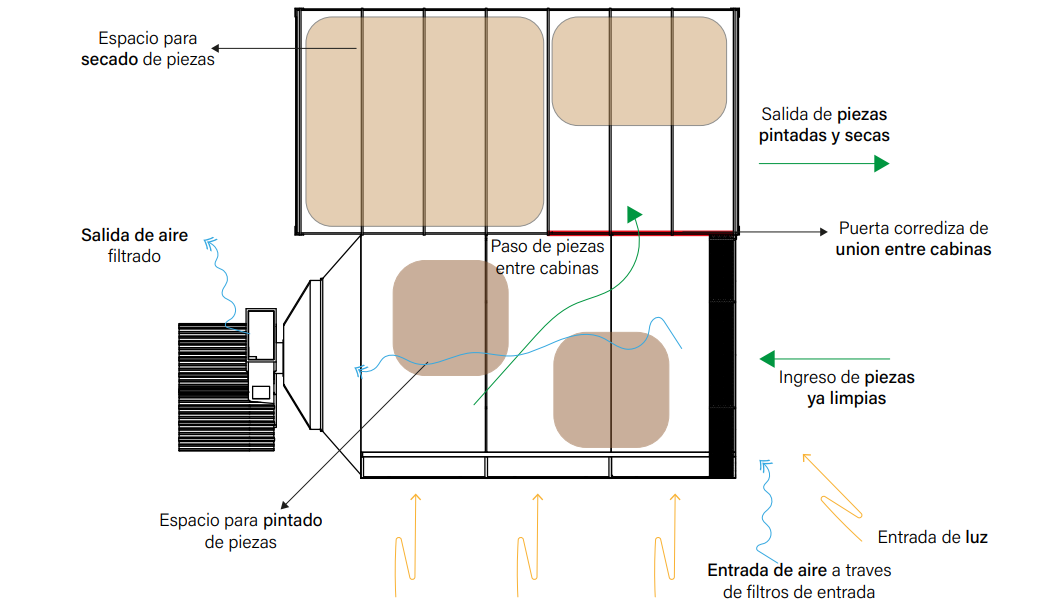 Espacio para
secado de piezas
Salida de piezas
pintadas y secas
Salida de aire
filtrado
Paso de piezas
entre cabinas
Puerta corrediza de
union entre cabinas
Ingreso de piezas
ya limpias
Espacio para pintado
de piezas
Entrada de luz
Entrada de aire a traves
de filtros de entrada